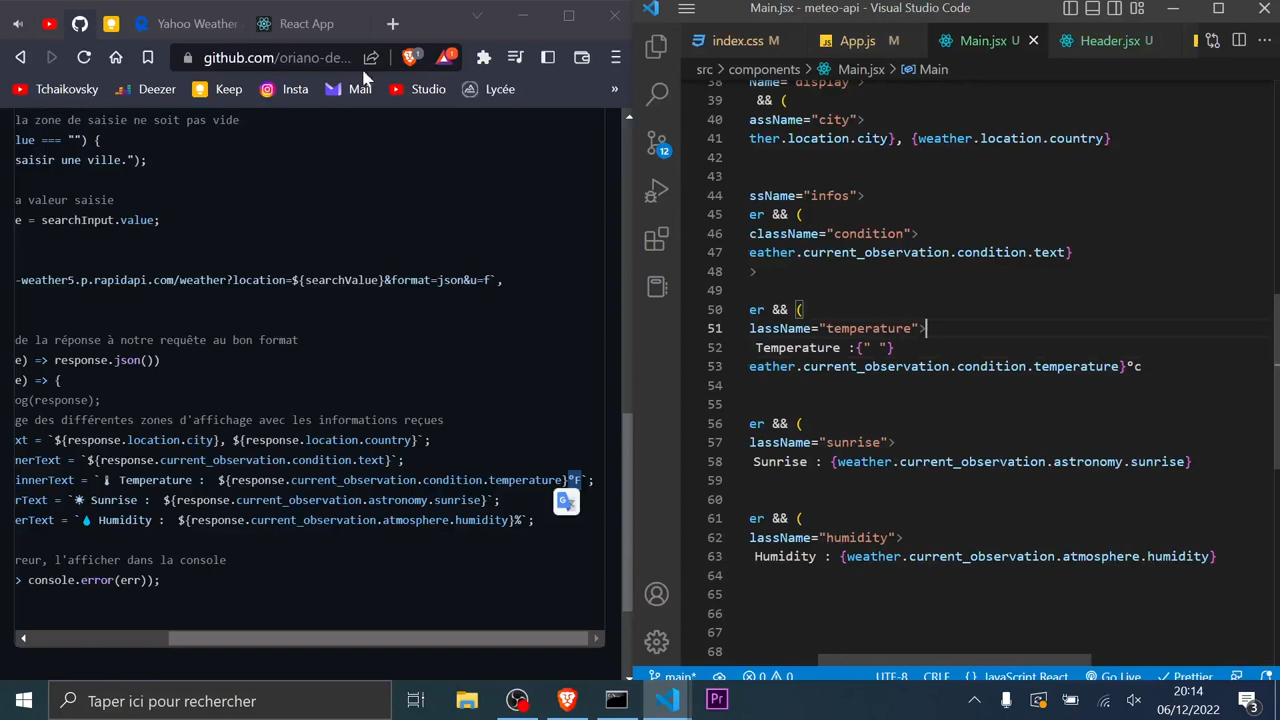 Yahoo Weather
React App
Main.jsx - meteo-api - Visual Studio Code
github.com/oriano-de...
1
1
Tchaikovsky
Deezer
Keep
Insta
Mail
Studio
Lycée
»
index.css M
App.js M
Main.jsx U
Header.jsx U
src > components > Main.jsx > Main
la zone de saisie ne soit pas vide
lue === "") {
saisir une ville.");
a valeur saisie
e = searchInput.value;
-weather5.p.rapidapi.com/weather?location=${searchValue}&format=json&u=f`,
de la réponse à notre requête au bon format
e) => response.json())
e) => {
og(response);
ge des différentes zones d'affichage avec les informations reçues
xt = `${response.location.city}, ${response.location.country}`;
nerText = `${response.current_observation.condition.text}`;
innerText = `🌡 Temperature : ${response.current_observation.condition.temperature}°F`;
rText = `☀ Sunrise : ${response.current_observation.astronomy.sunrise}`;
erText = `💧 Humidity : ${response.current_observation.atmosphere.humidity}%`;
reur, l'afficher dans la console
> console.error(err));
38 Name="display">
39 && (
40 assName="city">
41 ther.location.city}, {weather.location.country}
42
43
44 ssName="infos">
45 er && (
46 className="condition">
47 eather.current_observation.condition.text}
48 >
49
50 er && (
51 lassName="temperature">
52 Temperature :{" "}
53 eather.current_observation.condition.temperature}°c
54
55
56 er && (
57 lassName="sunrise">
58 Sunrise : {weather.current_observation.astronomy.sunrise}
59
60
61 er && (
62 lassName="humidity">
63 Humidity : {weather.current_observation.atmosphere.humidity}
64
65
66
67
68
12
main*
0 0
UTF-8
CRLF
{} JavaScript React
Go Live
Prettier
Taper ici pour rechercher
20:14
06/12/2022
3